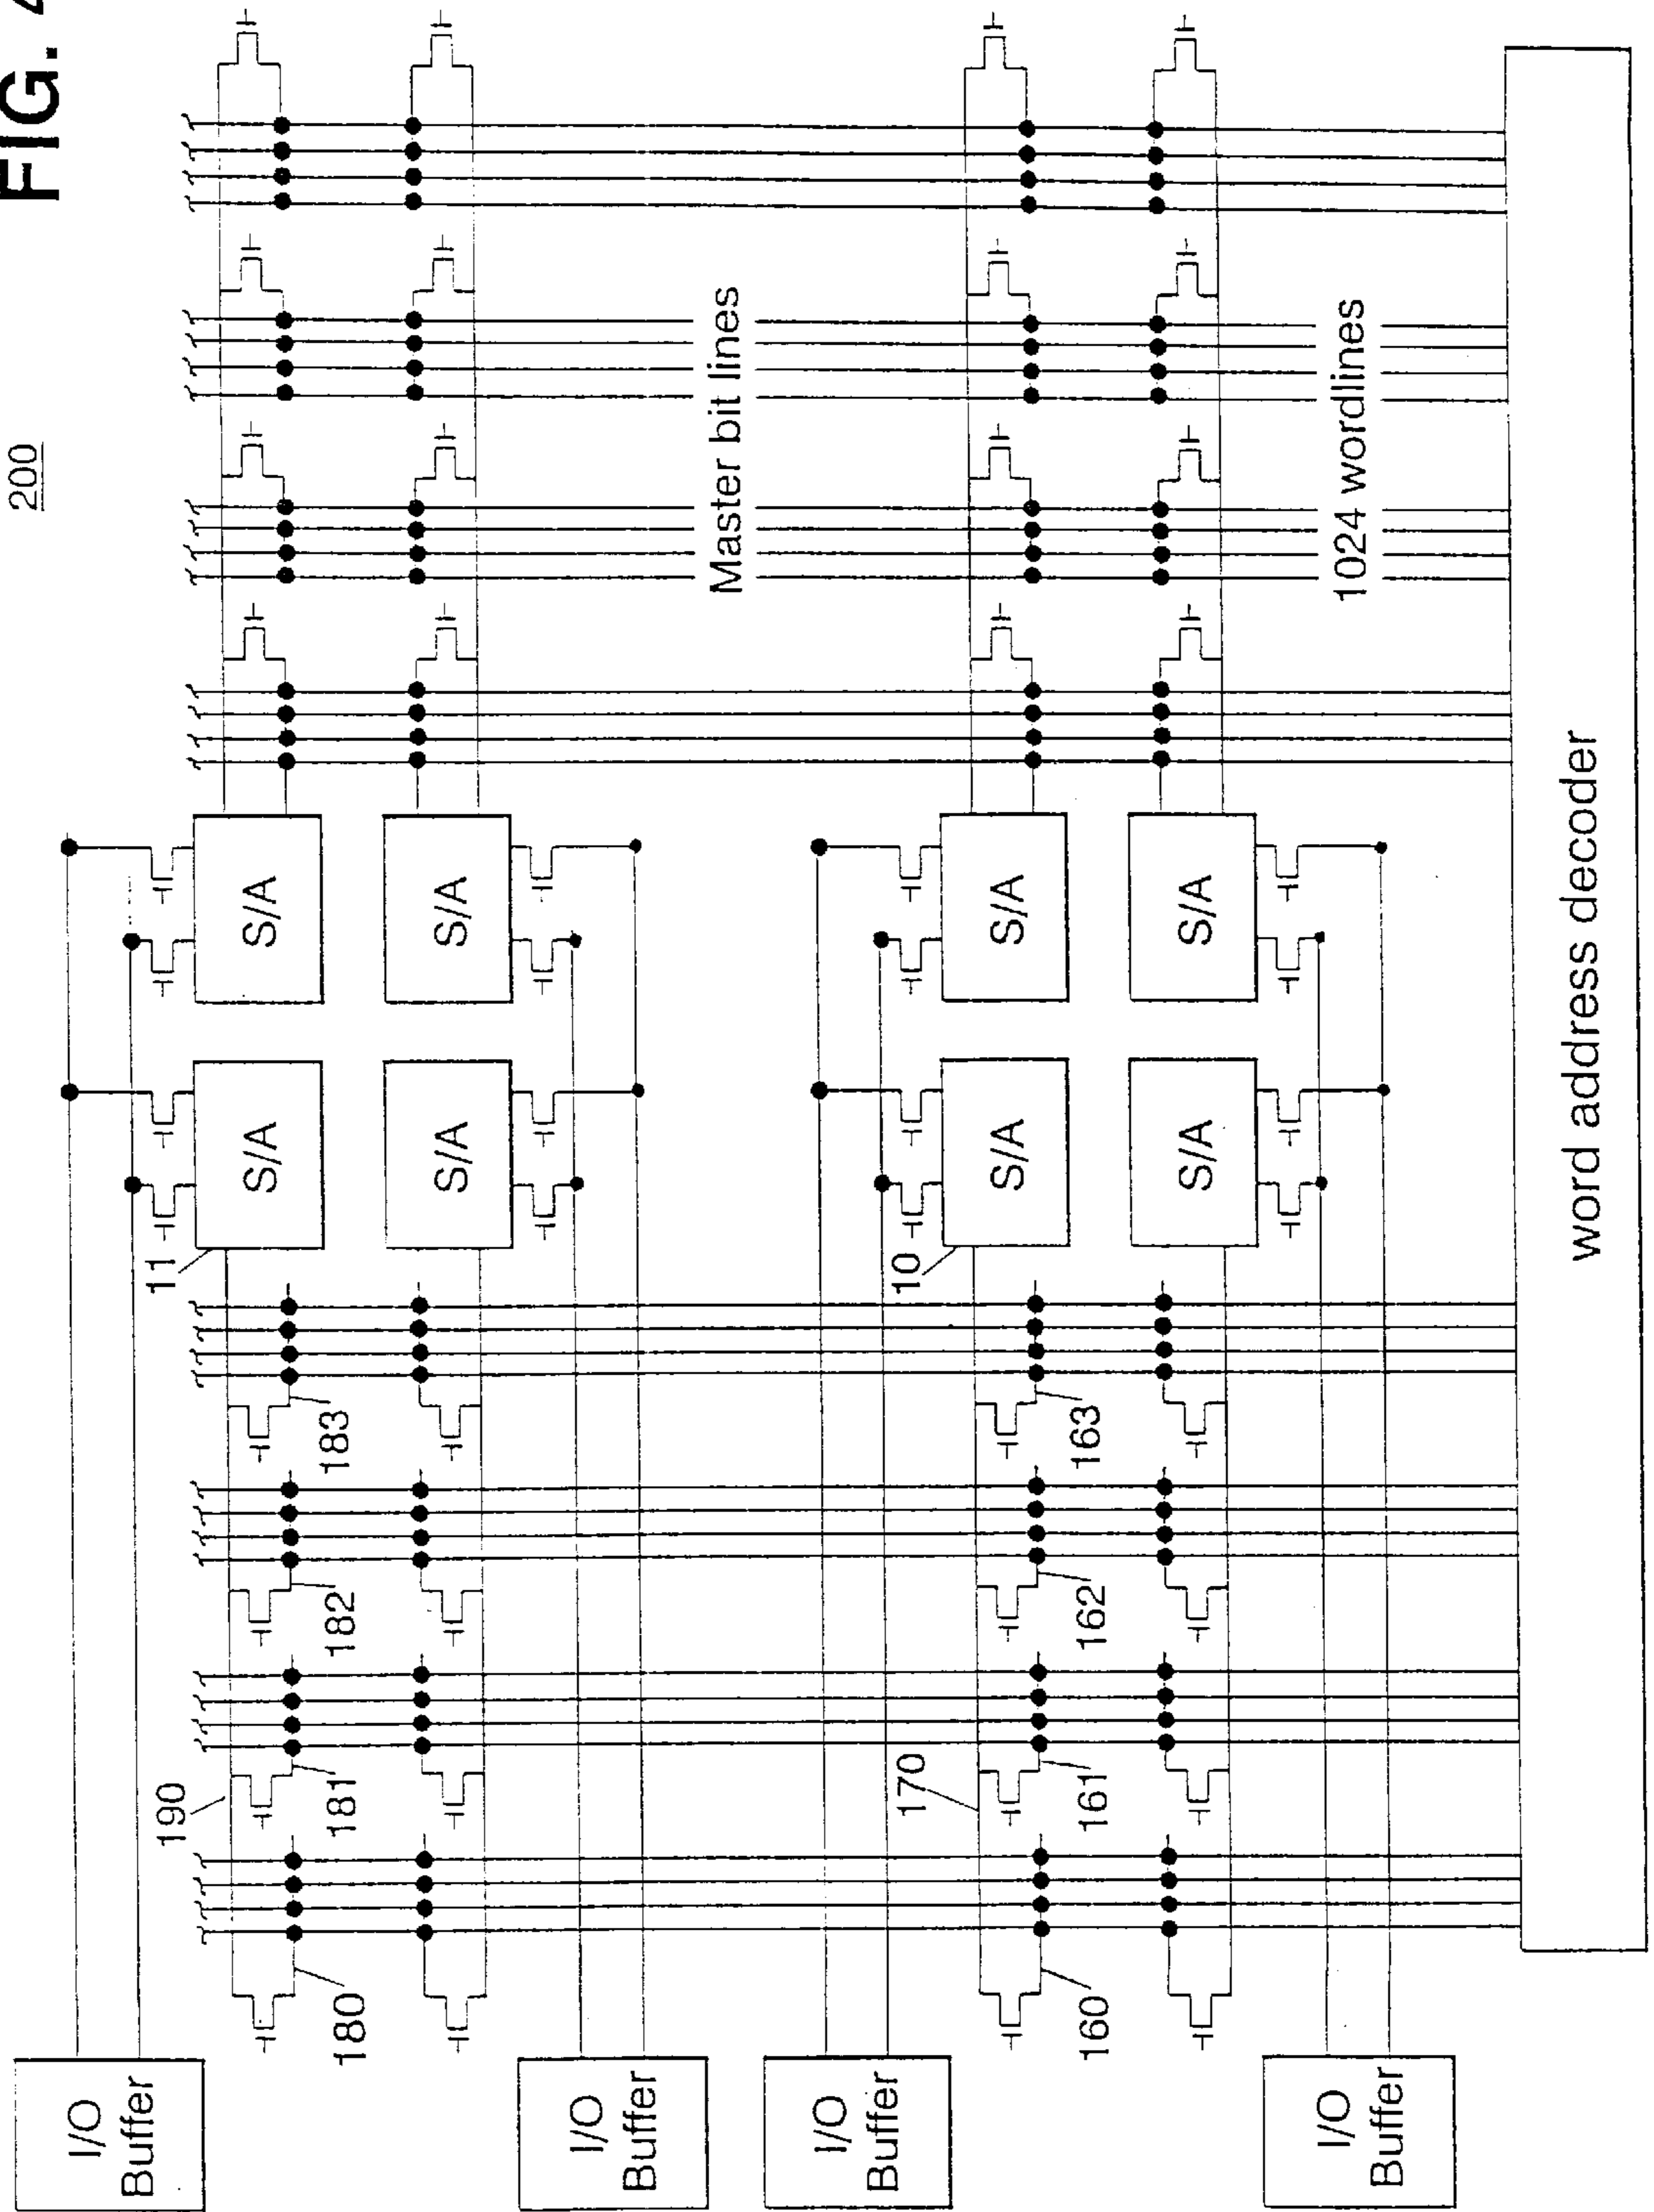 FIG. 4
200
I/O
Buffer
I/O
Buffer
I/O
Buffer
I/O
Buffer
190
180
181
182
183
11
S/A
S/A
S/A
S/A
Master bit lines
170
160
161
162
163
10
S/A
S/A
S/A
S/A
1024 wordlines
word address decoder